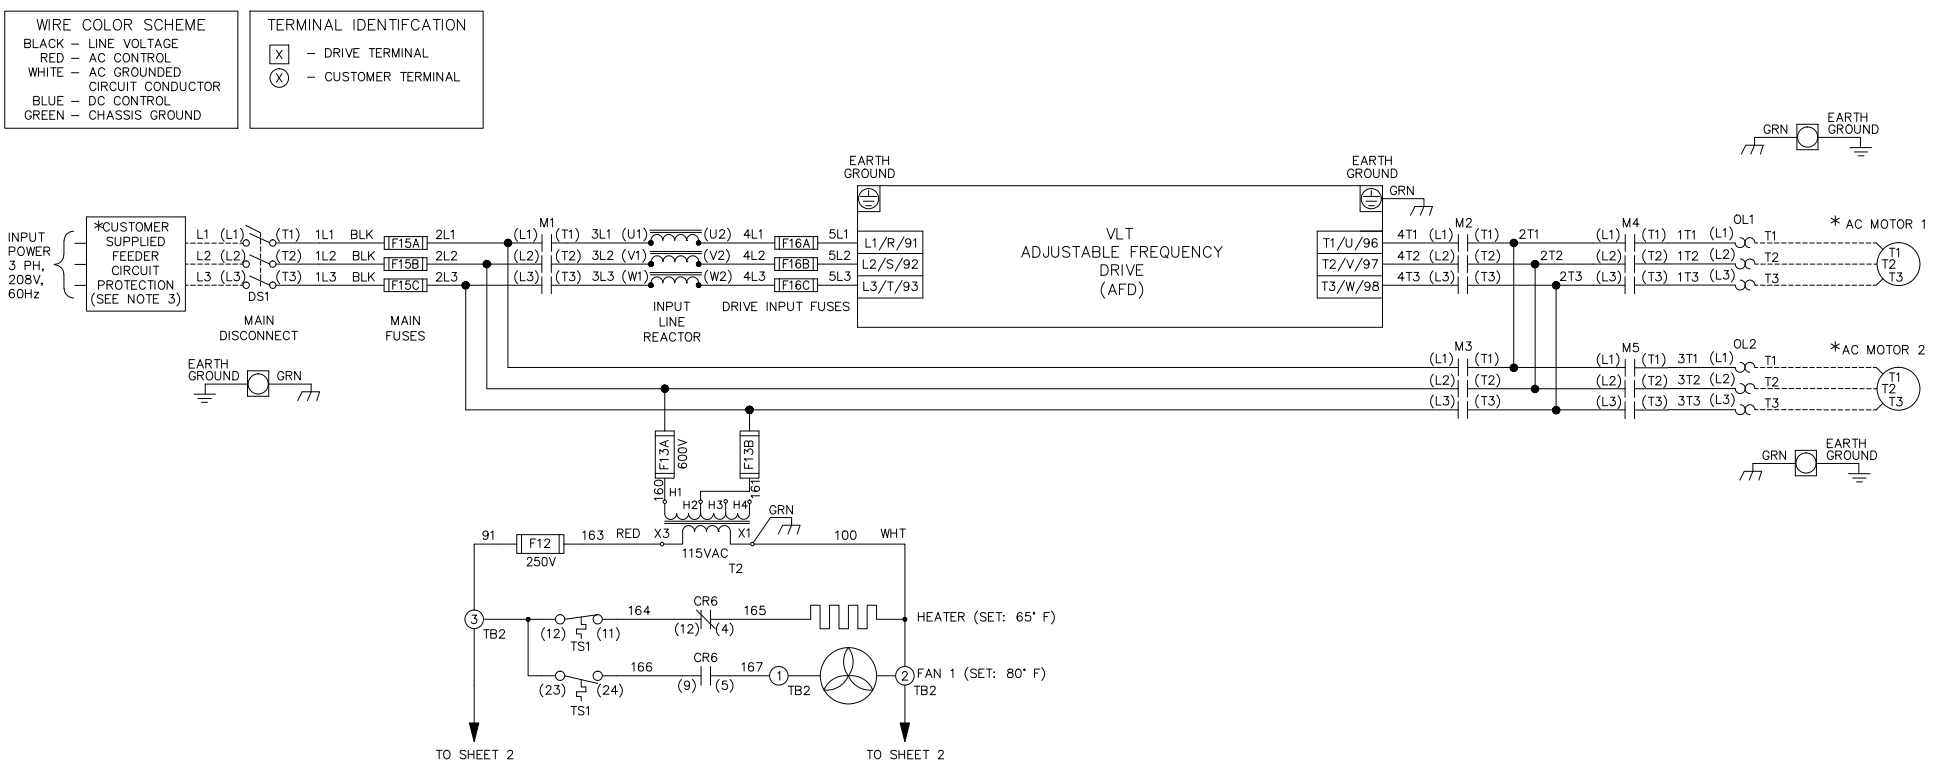 WIRE COLOR SCHEME
BLACK – LINE VOLTAGE
RED – AC CONTROL
WHITE – AC GROUNDED
CIRCUIT CONDUCTOR
BLUE – DC CONTROL
GREEN – CHASSIS GROUND
TERMINAL IDENTIFCATION
X – DRIVE TERMINAL
X – CUSTOMER TERMINAL
GRN
EARTH
GROUND
EARTH
GROUND
EARTH
GROUND
GRN
INPUT
POWER
3 PH,
208V,
60Hz
*CUSTOMER
SUPPLIED
FEEDER
CIRCUIT
PROTECTION
(SEE NOTE 3)
L1 (L1) (T1) 1L1 BLK F15A 2L1 (L1) M1 (T1) 3L1 (U1) (U2) 4L1 F16A 5L1 L1/R/91
L2 (L2) 1L2 BLK F15B 2L2 (L2) (T2) 3L2 (V1) (V2) 4L2 F16B 5L2 L2/S/92
L3 (L3) (T3) 1L3 BLK F15C 2L3 (L3) (T3) 3L3 (W1) (W2) 4L3 F16C 5L3 L3/T/93
DS1
MAIN
DISCONNECT
MAIN
FUSES
INPUT
LINE
REACTOR
DRIVE INPUT FUSES
VLT
ADJUSTABLE FREQUENCY
DRIVE
(AFD)
T1/U/96 4T1 (L1) M2 (T1) 2T1 (L1) M4 (T1) 1T1 (L1) OL1 T1
T2/V/97 4T2 (L2) (T2) 2T2 (L2) (T2) 1T2 (L2) T2
T3/W/98 4T3 (L3) (T3) 2T3 (L3) (T3) 1T3 (L3) T3
* AC MOTOR 1
T1
T2
T3
EARTH
GROUND
GRN
M3 M5 OL2
(L1) (T1) (L1) (T1) 3T1 (L1) T1
(L2) (T2) (L2) (T2) 3T2 (L2) T2
(L3) (T3) (L3) (T3) 3T3 (L3) T3
*AC MOTOR 2
T1
T2
T3
GRN
EARTH
GROUND
F13A
600V
F13B
160
161
H1
H2 H3 H4
GRN
91 F12 163 RED X3 X1 100 WHT
250V
115VAC
T2
3
TB2
(12) (11)
TS1
164
CR6
(12) (4)
165
HEATER (SET: 65° F)
(23) (24)
TS1
166
CR6
(9) (5)
167
1
TB2
2
TB2
FAN 1 (SET: 80° F)
TO SHEET 2
TO SHEET 2